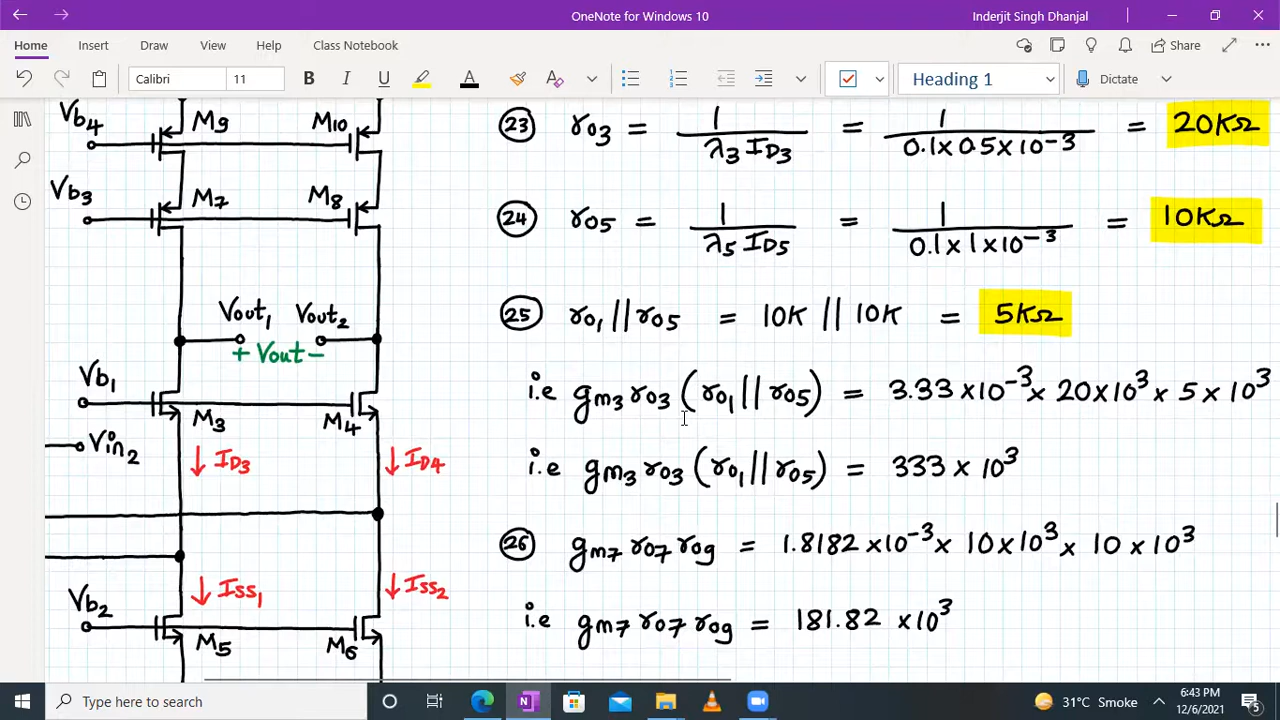 OneNote for Windows 10
Inderjit Singh Dhanjal
Home Insert Draw View Help Class Notebook
Share
Calibri 11 B I U A
Heading 1
Dictate
Vb4 M9 M10
Vb3 M7 M8
Vout1 Vout2
+ Vout -
Vb1 M3 M4
Vin2
ID3 ID4
ISS1 ISS2
Vb2 M5 M6
23 ro3 = 1 / λ3 ID3 = 1 / 0.1 x 0.5 x 10^-3 = 20KΩ
24 ro5 = 1 / λ5 ID5 = 1 / 0.1 x 1 x 10^-3 = 10KΩ
25 ro1 || ro5 = 10K || 10K = 5KΩ
i.e gm3 ro3 (ro1 || ro5) = 3.33 x 10^-3 x 20 x 10^3 x 5 x 10^3
i.e gm3 ro3 (ro1 || ro5) = 333 x 10^3
26 gm7 ro7 ro9 = 1.8182 x 10^-3 x 10 x 10^3 x 10 x 10^3
i.e gm7 ro7 ro9 = 181.82 x 10^3
Type here to search
31°C Smoke
6:43 PM
12/6/2021
5